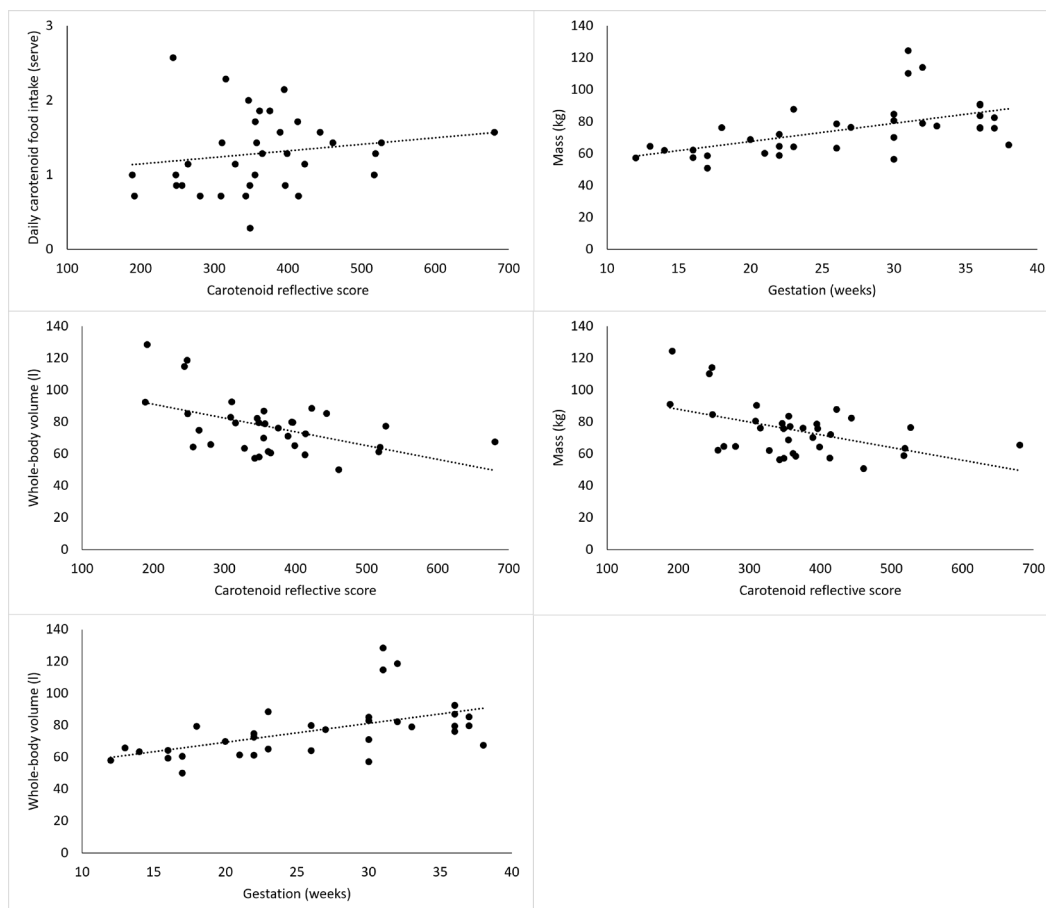 Daily carotenoid food intake (serve)
3
2
1
0
100 200 300 400 500 600 700
Carotenoid reflective score
Mass (kg)
140
120
100
80
60
40
20
0
10 15 20 25 30 35 40
Gestation (weeks)
Whole-body volume (l)
140
120
100
80
60
40
20
0
100 200 300 400 500 600 700
Carotenoid reflective score
Mass (kg)
140
120
100
80
60
40
20
0
100 200 300 400 500 600 700
Carotenoid reflective score
Whole-body volume (l)
140
120
100
80
60
40
20
0
10 15 20 25 30 35 40
Gestation (weeks)